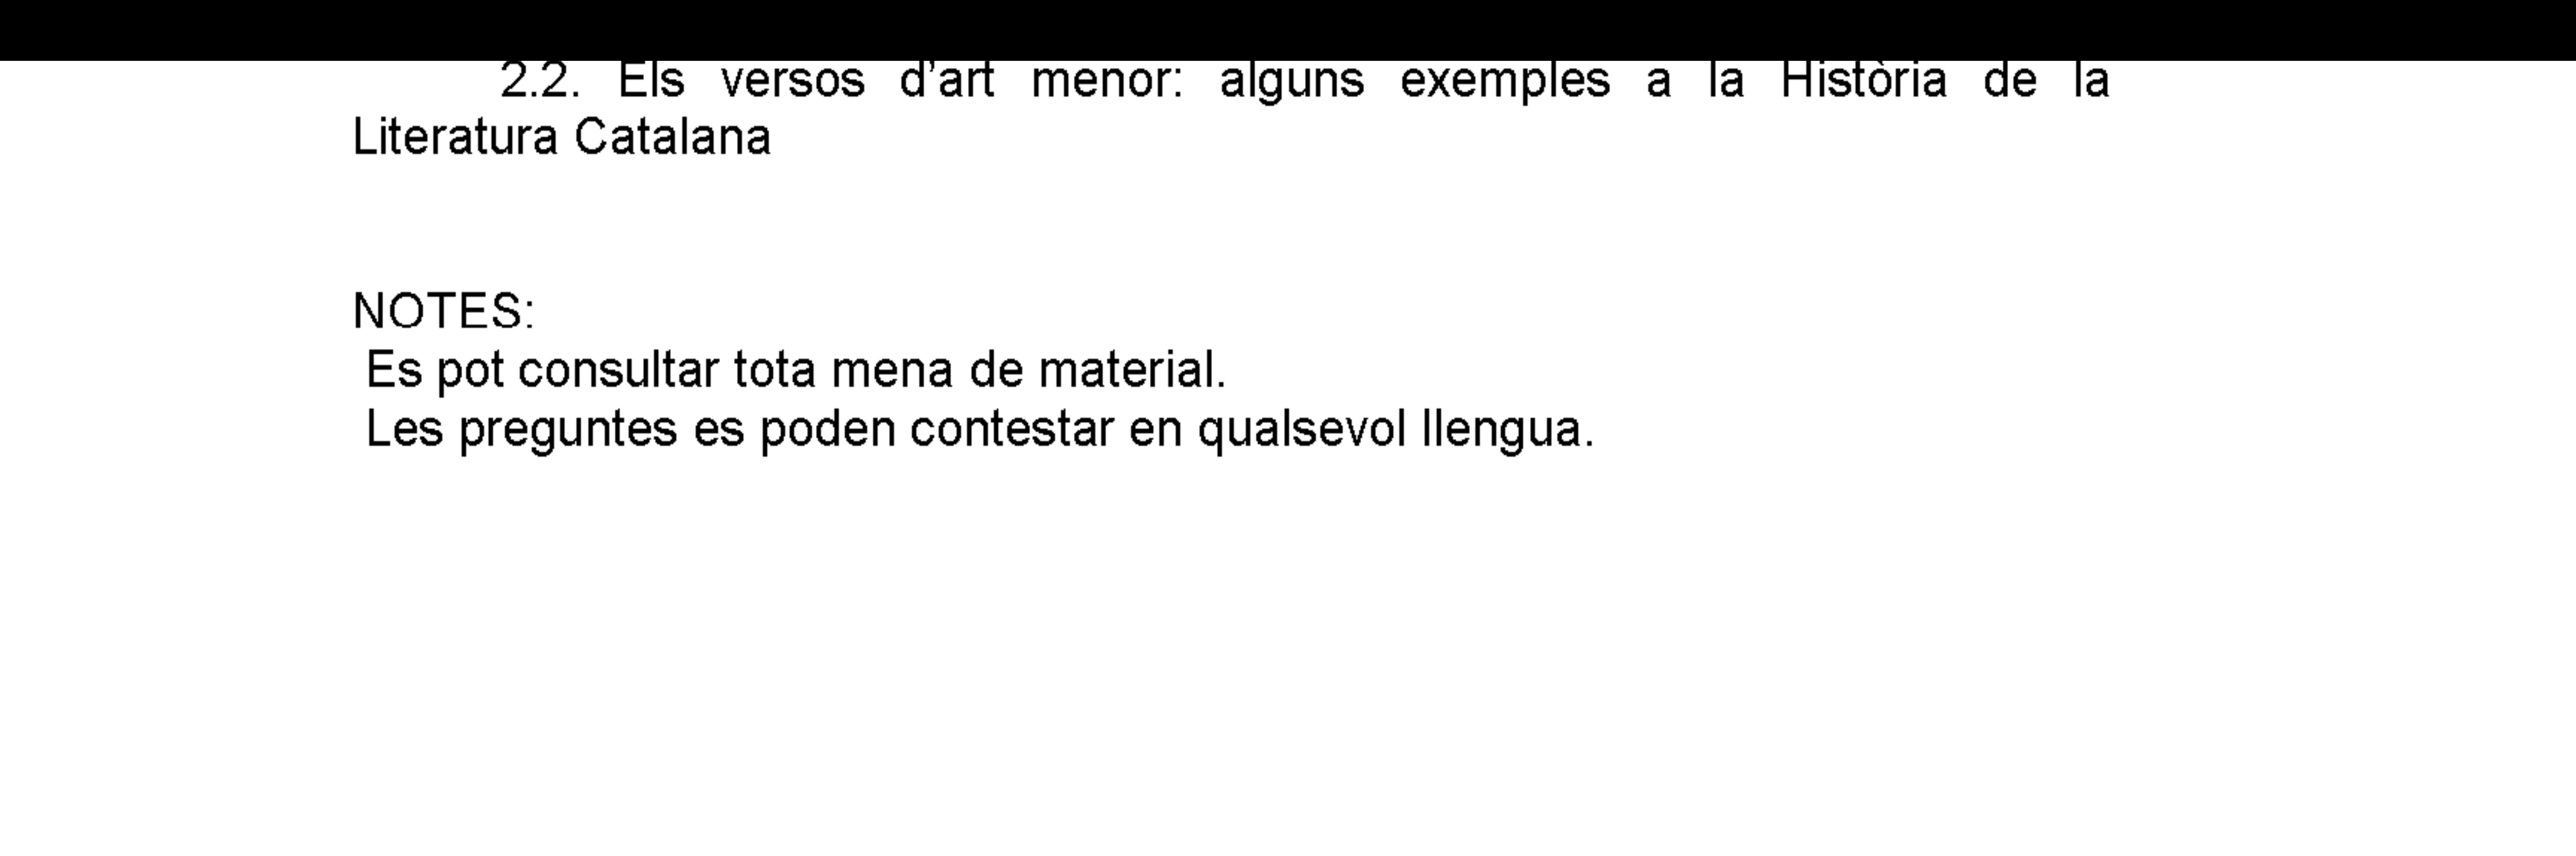 2.2. Els versos d’art menor: alguns exemples a la Història de la
Literatura Catalana
NOTES:
Es pot consultar tota mena de material.
Les preguntes es poden contestar en qualsevol llengua.